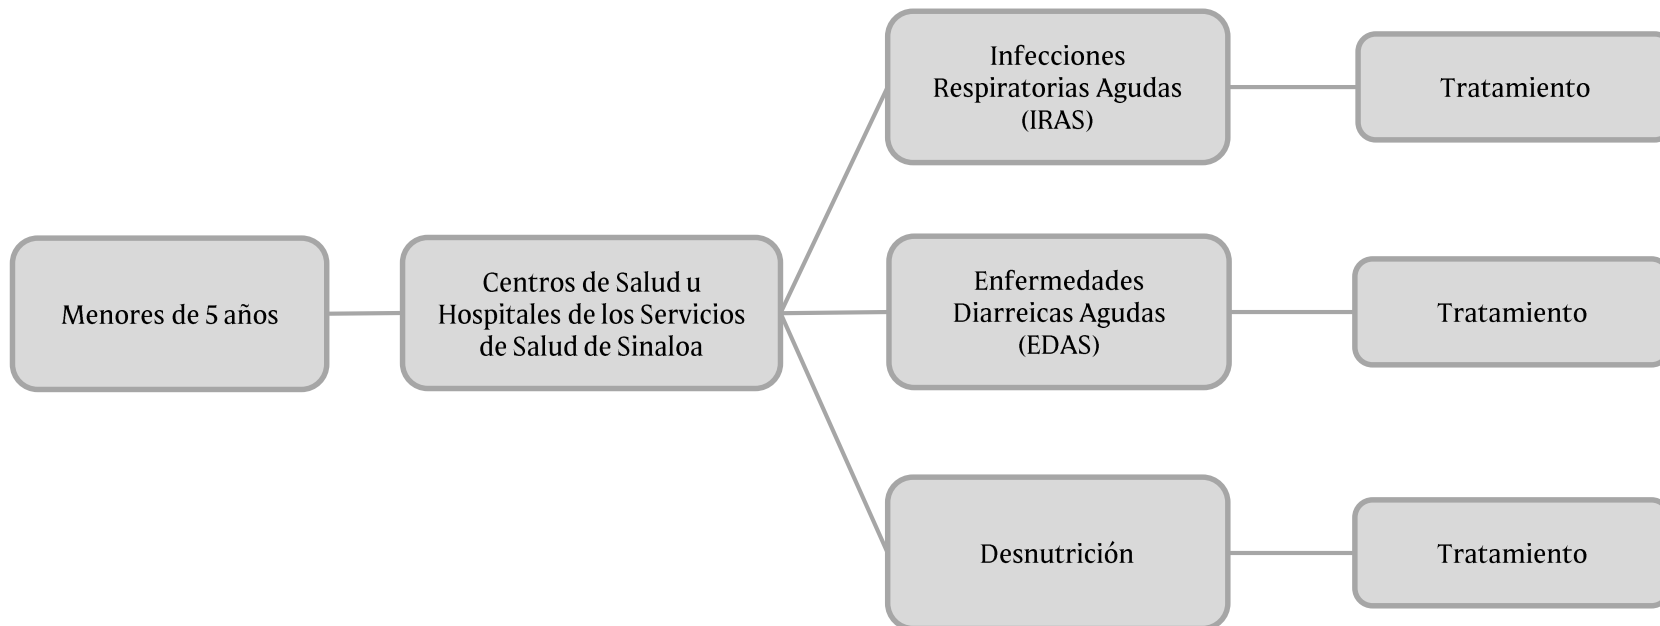 Menores de 5 años
Centros de Salud u
Hospitales de los Servicios
de Salud de Sinaloa
Infecciones
Respiratorias Agudas
(IRAS)
Tratamiento
Enfermedades
Diarreicas Agudas
(EDAS)
Tratamiento
Desnutrición
Tratamiento